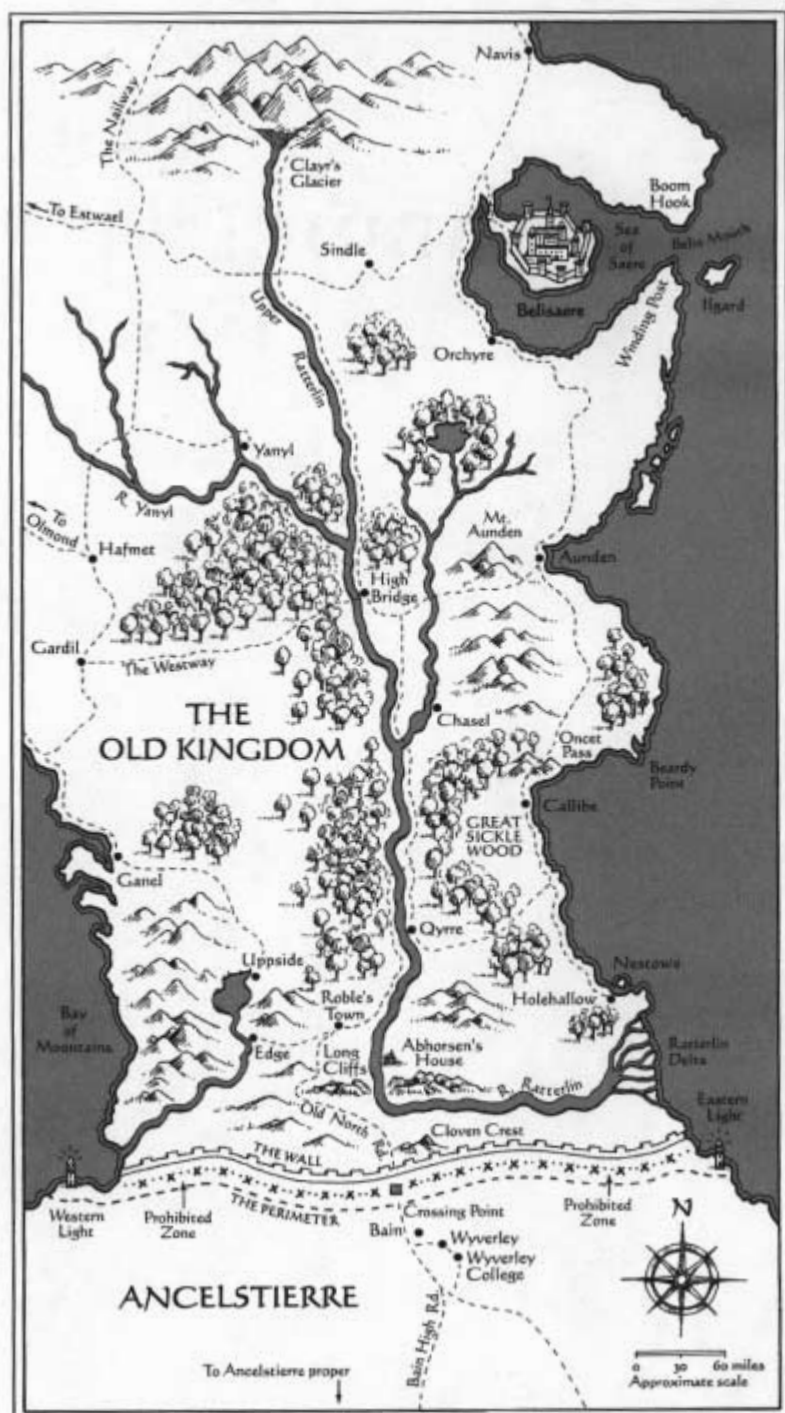 Navis
The Nailway
Clayr's
Glacier
Boom
Hook
To Estwael
Sea
of
Saere
Belis Mouth
Sindle
Ilgard
Belisaere
Winding Post
Upper
Ratterlin
Orchyre
Yanyl
R. Yanyl
To
Olmond
Mt.
Aunden
Hafmet
Aunden
High
Bridge
Gardil
The Westway
THE
OLD KINGDOM
Chasel
Oncet
Pass
Beardy
Point
Callibe
GREAT
SICKLE
WOOD
Ganel
Qyrre
Uppside
Nestowe
Roble's
Town
Holehallow
Bay
of
Mountains
Edge
Long
Cliffs
Abhorsen's
House
Ratterlin
Delta
R. Ratterlin
Eastern
Light
Old North Rd.
Cloven Crest
THE WALL
THE PERIMETER
Western
Light
Prohibited
Zone
Prohibited
Zone
Crossing Point
Bain
Wyverley
Wyverley
College
N
ANCELSTIERRE
Bain High Rd.
0 30 60 miles
Approximate scale
To Ancelstierre proper